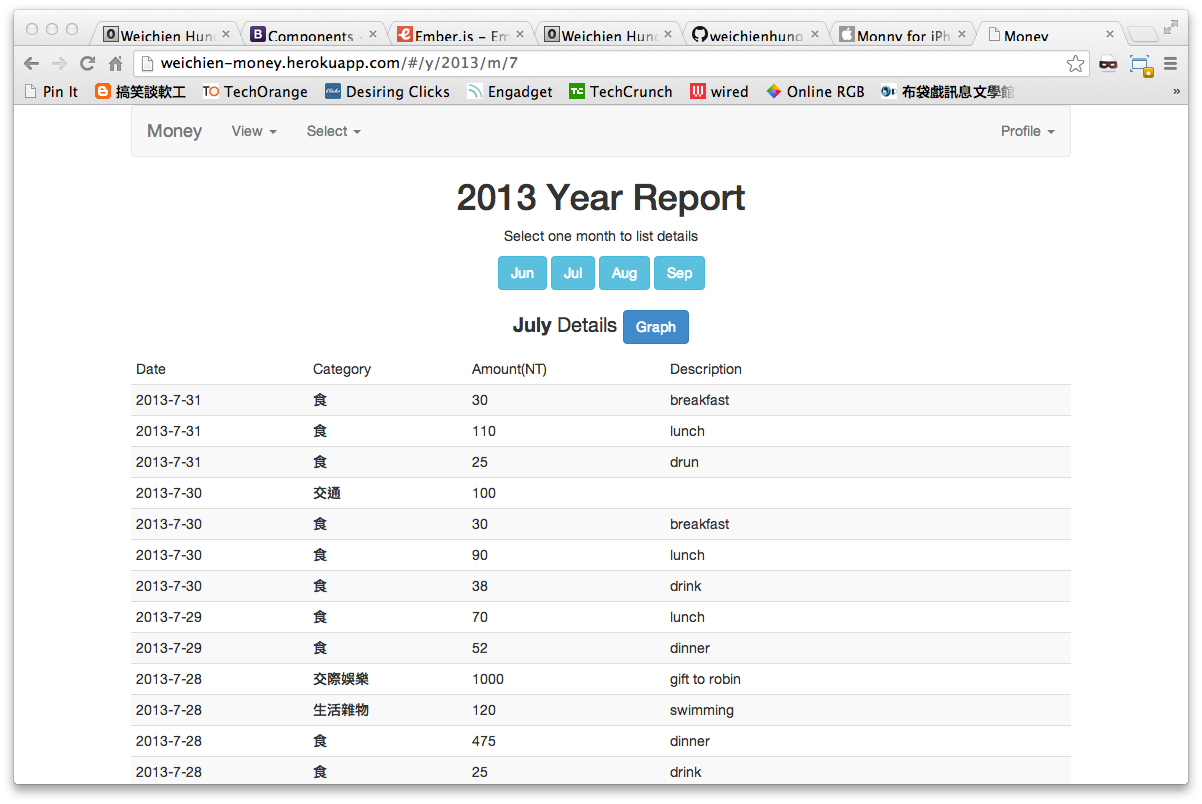 Weichien Hung
Components
Ember.js – Em
Weichien Hung
weichienhung
Monny for iPh
Money
weichien-money.herokuapp.com/#/y/2013/m/7
Pin It 搞笑談軟工 TechOrange Desiring Clicks Engadget TechCrunch wired Online RGB 布袋戲訊息文學館 »
Money View Select Profile
2013 Year Report
Select one month to list details
Jun Jul Aug Sep
July Details Graph
Date Category Amount(NT) Description
2013-7-31 食 30 breakfast
2013-7-31 食 110 lunch
2013-7-31 食 25 drun
2013-7-30 交通 100
2013-7-30 食 30 breakfast
2013-7-30 食 90 lunch
2013-7-30 食 38 drink
2013-7-29 食 70 lunch
2013-7-29 食 52 dinner
2013-7-28 交際娛樂 1000 gift to robin
2013-7-28 生活雜物 120 swimming
2013-7-28 食 475 dinner
2013-7-28 食 25 drink